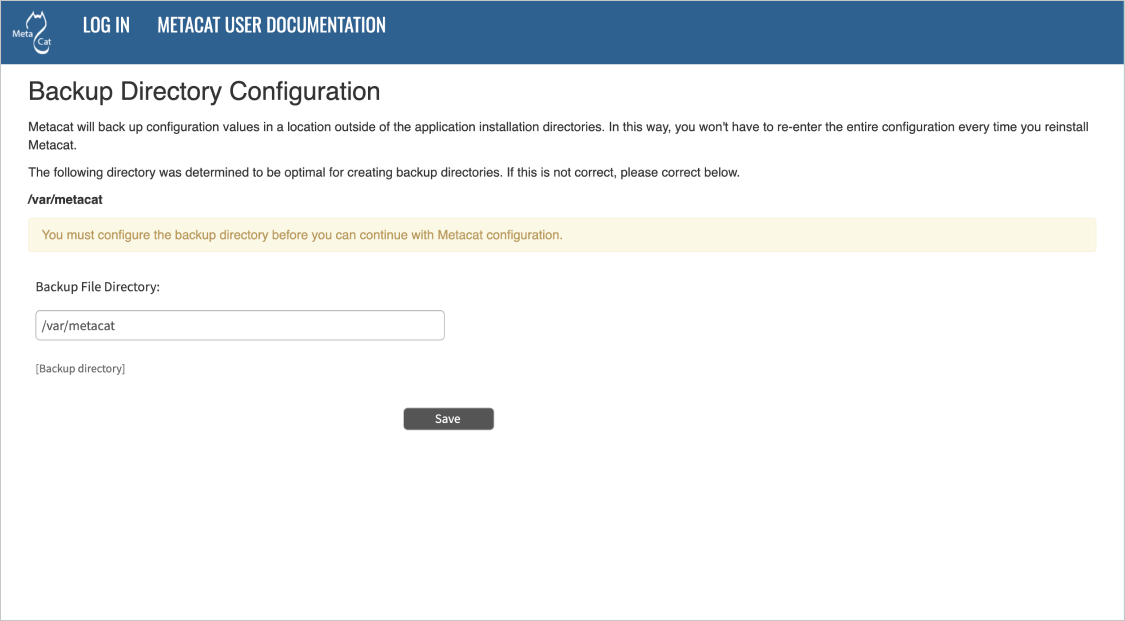 Meta
Cat
LOG IN
METACAT USER DOCUMENTATION
Backup Directory Configuration
Metacat will back up configuration values in a location outside of the application installation directories. In this way, you won't have to re-enter the entire configuration every time you reinstall
Metacat.
The following directory was determined to be optimal for creating backup directories. If this is not correct, please correct below.
/var/metacat
You must configure the backup directory before you can continue with Metacat configuration.
Backup File Directory:
/var/metacat
[Backup directory]
Save